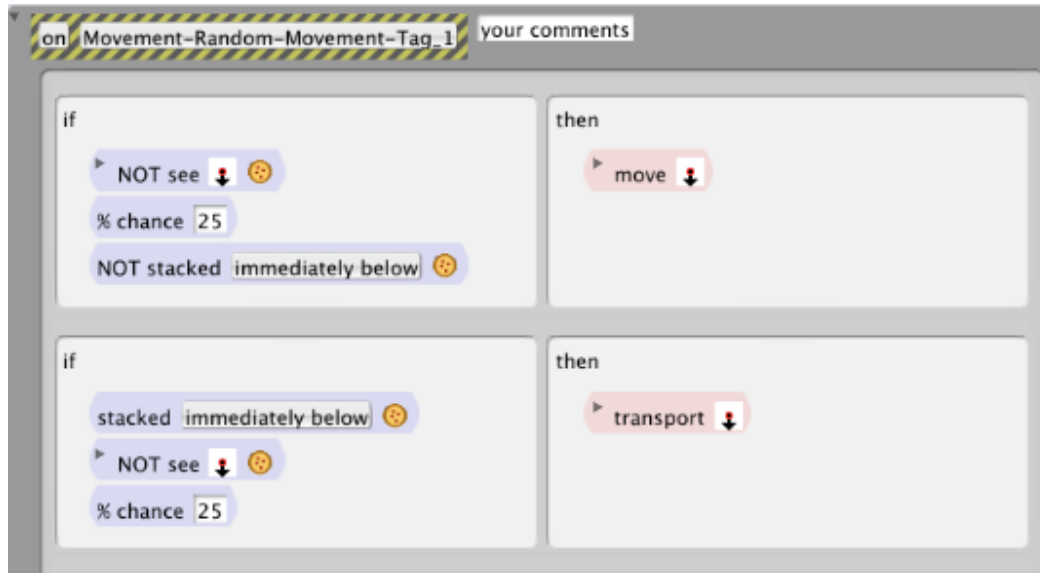 on Movement-Random-Movement-Tag_1 your comments
if
NOT see
% chance 25
NOT stacked immediately below
then
move
if
stacked immediately below
NOT see
% chance 25
then
transport